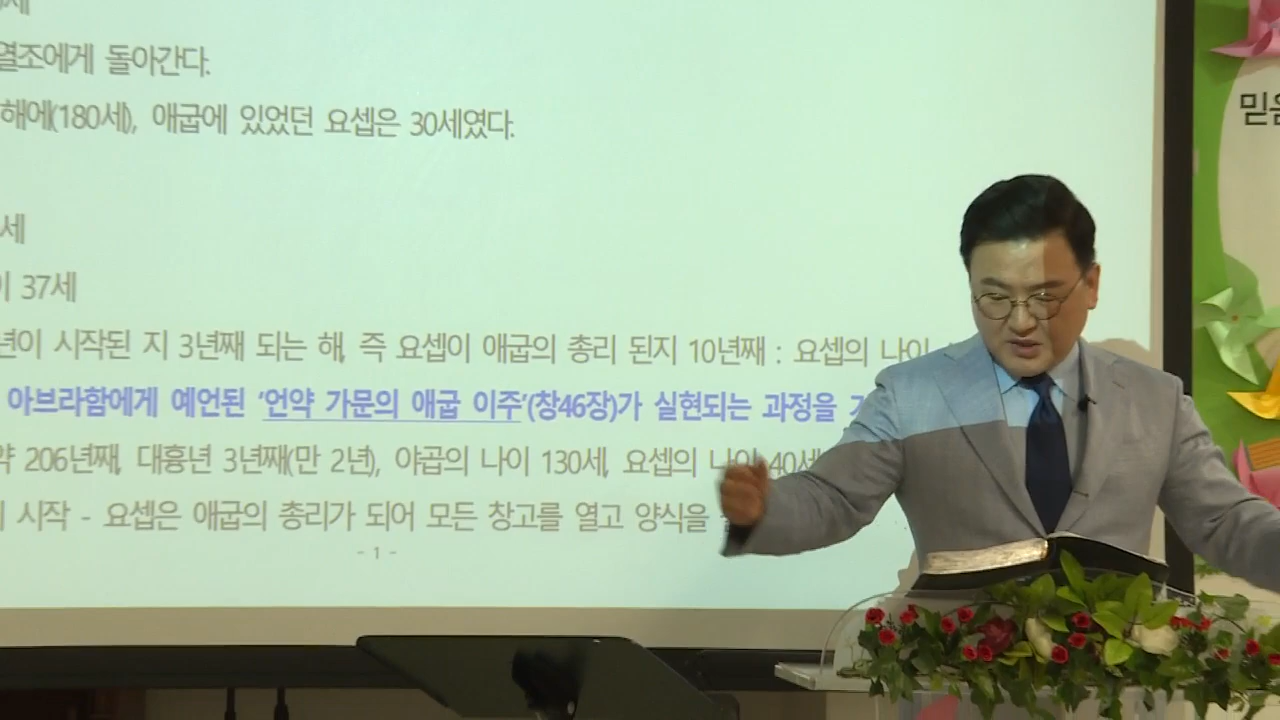 열조에게 돌아간다.
해에(180세), 애굽에 있었던 요셉은 30세였다.
세
37세
년이 시작된 지 3년째 되는 해, 즉 요셉이 애굽의 총리 된지 10년째 : 요셉의 나이
아브라함에게 예언된 ‘언약 가문의 애굽 이주’(창46장)가 실현되는 과정을
206년째, 대흉년 3년째(만 2년), 야곱의 나이 130세, 요셉의 나이 40세
시작 - 요셉은 애굽의 총리가 되어 모든 창고를 열고 양식을
- 1 -
믿음